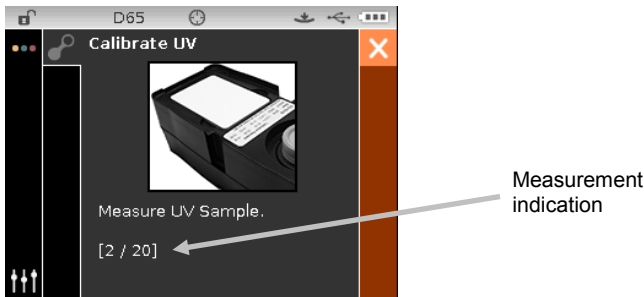 D65
Calibrate UV
Measure UV Sample.
[2 / 20]
Measurement
indication